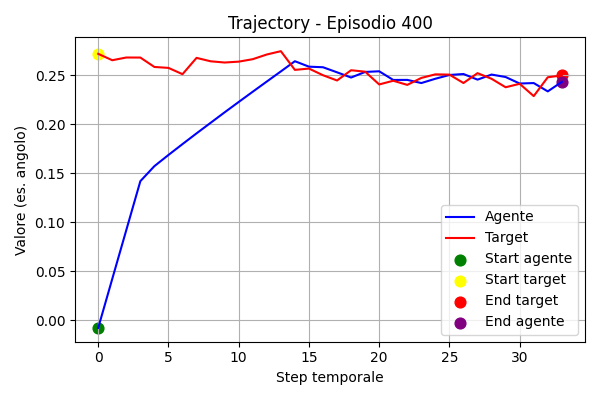 Trajectory - Episodio 400
Valore (es. angolo)
0.25
0.20
0.15
0.10
0.05
0.00
0 5 10 15 20 25 30
Step temporale
Agente
Target
Start agente
Start target
End target
End agente